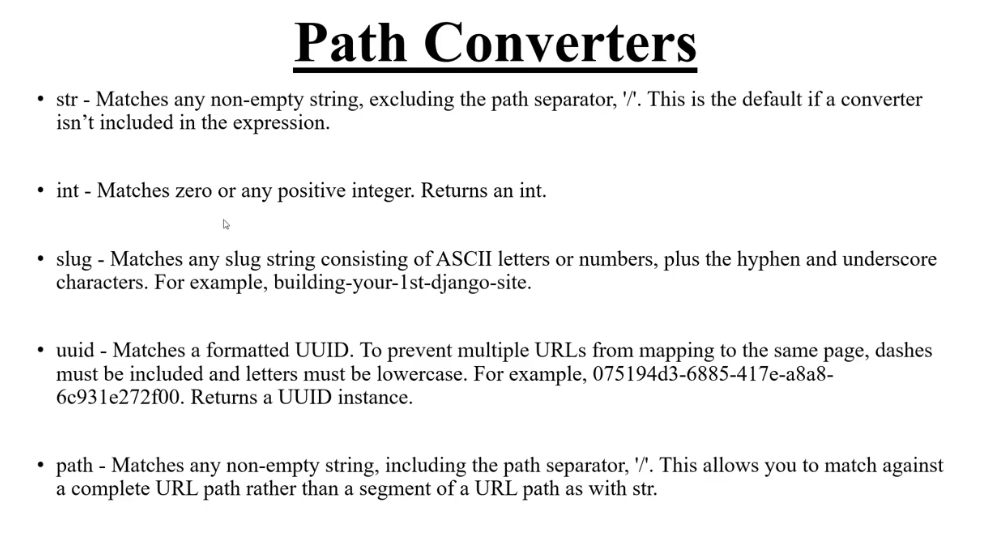 Path Converters
• str - Matches any non-empty string, excluding the path separator, '/'. This is the default if a converter
isn’t included in the expression.
• int - Matches zero or any positive integer. Returns an int.
• slug - Matches any slug string consisting of ASCII letters or numbers, plus the hyphen and underscore
characters. For example, building-your-1st-django-site.
• uuid - Matches a formatted UUID. To prevent multiple URLs from mapping to the same page, dashes
must be included and letters must be lowercase. For example, 075194d3-6885-417e-a8a8-
6c931e272f00. Returns a UUID instance.
• path - Matches any non-empty string, including the path separator, '/'. This allows you to match against
a complete URL path rather than a segment of a URL path as with str.